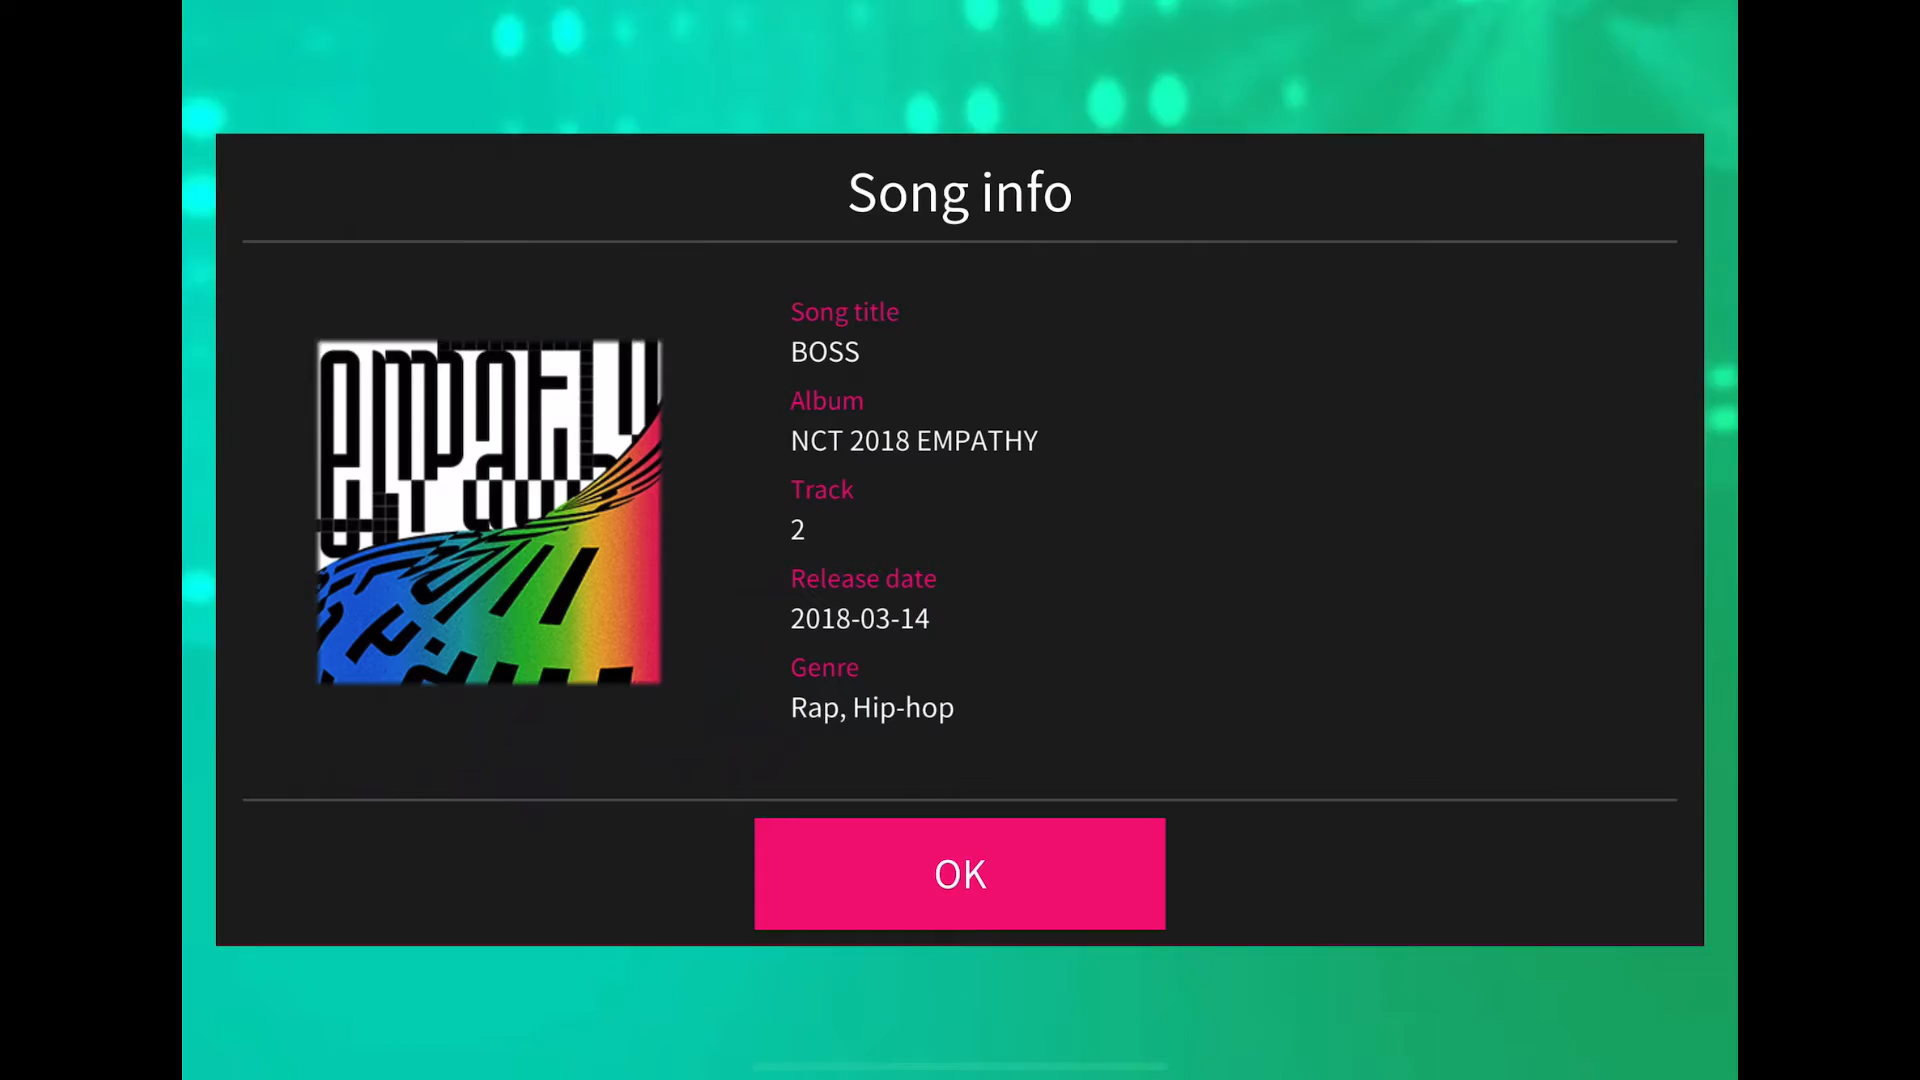 Song info
empathy
Song title
BOSS
Album
NCT 2018 EMPATHY
Track
2
Release date
2018-03-14
Genre
Rap, Hip-hop
OK